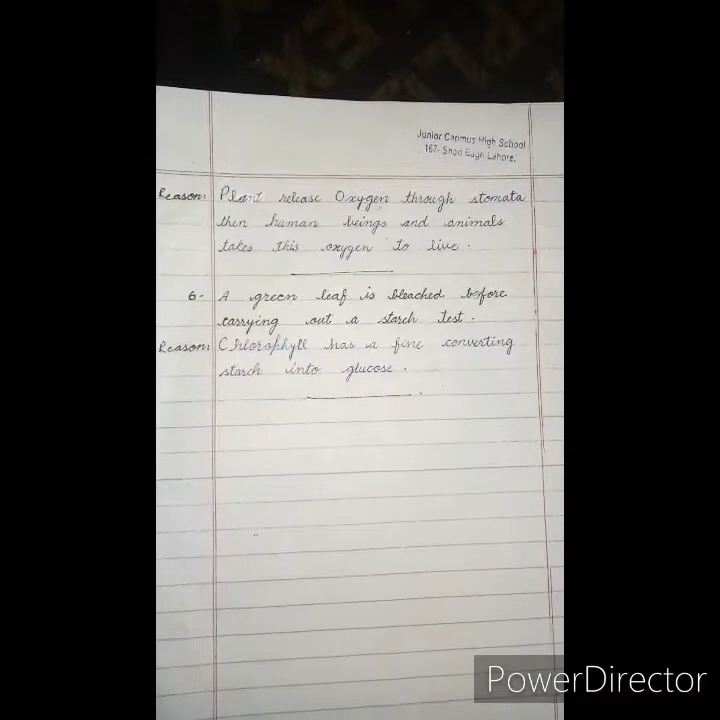 Junior Capmus High School
167- Shad Bagh Lahore.
Reason: Plant release Oxygen through stomata
then human beings and animals
takes this oxygen to live.
6- A green leaf is bleached before
carrying out a starch test.
Reason: Chlorophyll has a fine converting
starch into glucose.
PowerDirector